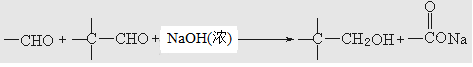 —CHO + —C—CHO + NaOH(浓) ⟶ —C—CH₂OH + —CONa
O